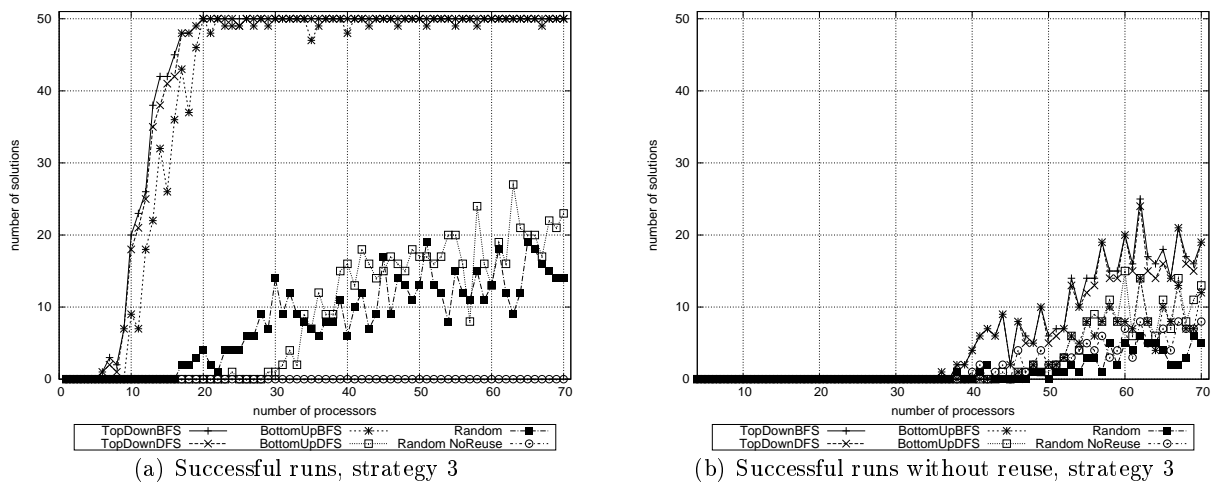 50
40
30
20
10
0
number of solutions
0 10 20 30 40 50 60 70
number of processors
TopDownBFS BottomUpBFS Random
TopDownDFS BottomUpDFS Random NoReuse
(a) Successful runs, strategy 3
50
40
30
20
10
0
number of solutions
10 20 30 40 50 60 70
number of processors
TopDownBFS BottomUpBFS Random
TopDownDFS BottomUpDFS Random NoReuse
(b) Successful runs without reuse, strategy 3